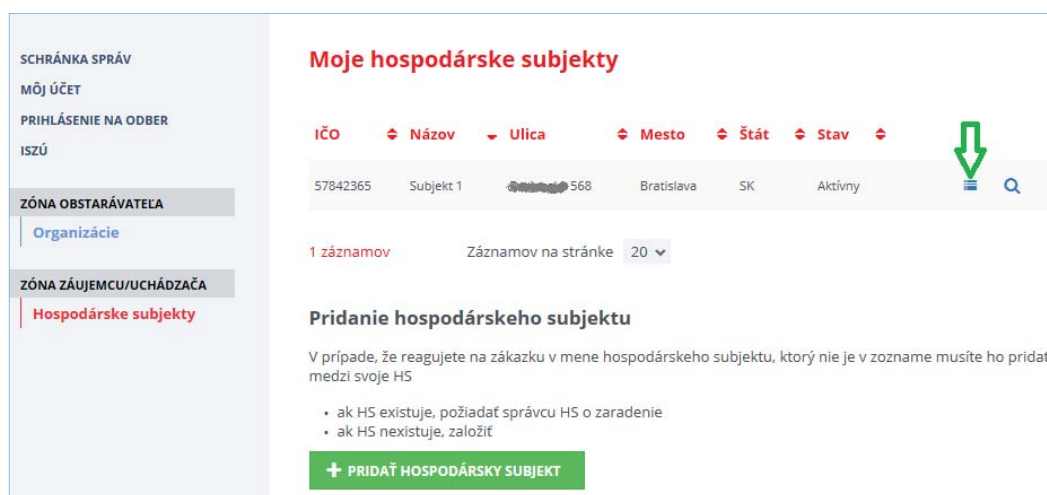 SCHRÁNKA SPRÁV
MÔJ ÚČET
PRIHLÁSENIE NA ODBER
ISZÚ
ZÓNA OBSTARÁVATEĽA
Organizácie
ZÓNA ZÁUJEMCU/UCHÁDZAČA
Hospodárske subjekty
Moje hospodárske subjekty
IČO Názov Ulica Mesto Štát Stav
57842365 Subjekt 1 568 Bratislava SK Aktívny
1 záznamov Záznamov na stránke 20
Pridanie hospodárskeho subjektu
V prípade, že reagujete na zákazku v mene hospodárskeho subjektu, ktorý nie je v zozname musíte ho pridať
medzi svoje HS
• ak HS existuje, požiadať správcu HS o zaradenie
• ak HS nexistuje, založiť
+ PRIDAŤ HOSPODÁRSKY SUBJEKT